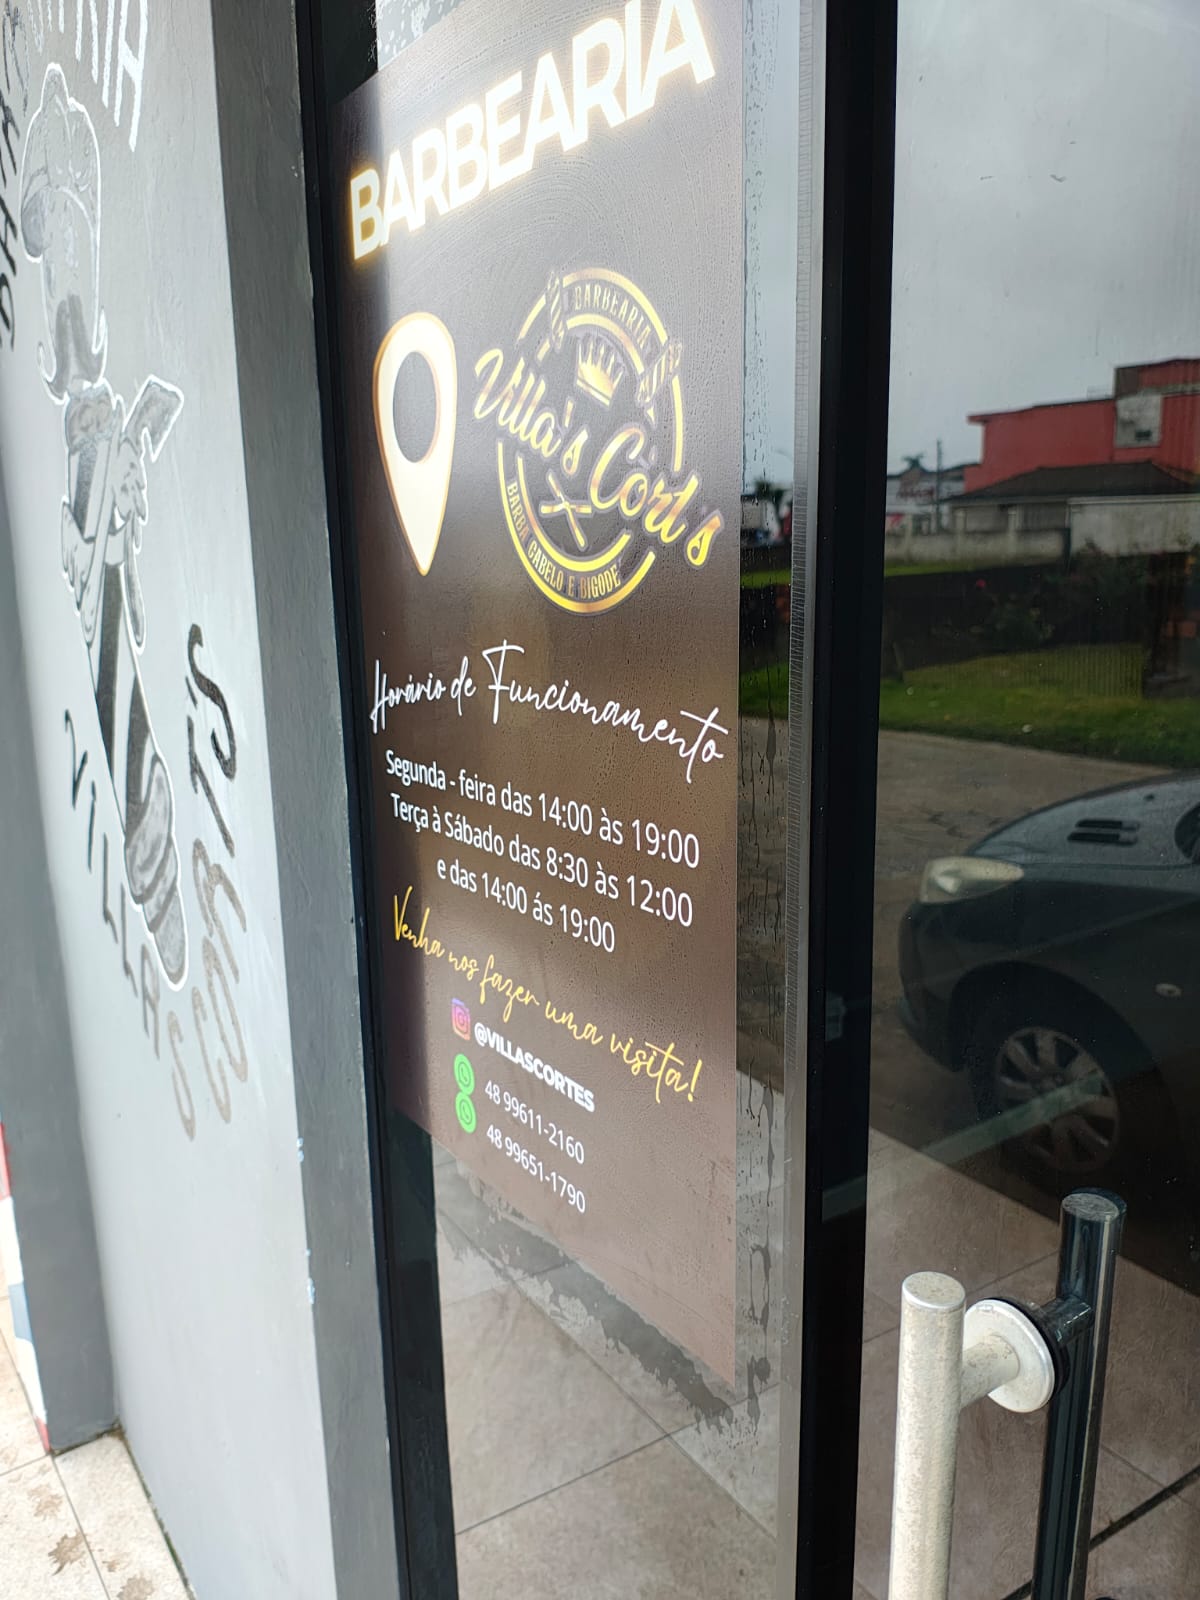 BARBEARIA
BARBEARIA
Villa's Cort's
BARBA CABELO E BIGODE
Horário de Funcionamento
Segunda - feira das 14:00 às 19:00
Terça à Sábado das 8:30 às 12:00
e das 14:00 ás 19:00
Venha nos fazer uma visita!
@VILLASCORTES
48 99611-2160
48 99651-1790
VILLAS